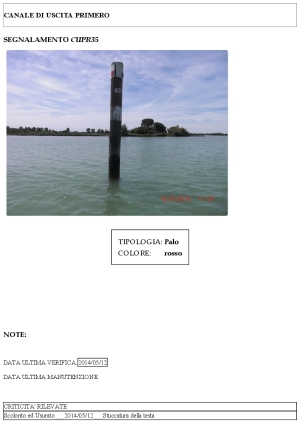 CANALE DI USCITA PRIMERO
SEGNALAMENTO CUPR35
TIPOLOGIA: Palo
COLORE: rosso
NOTE:
DATA ULTIMA VERIFICA 2014/05/12
DATA ULTIMA MANUTENZIONE
CRITICITA' RILEVATE
Scolorito ed Usurato 2014/05/12 Stuccatura della testa